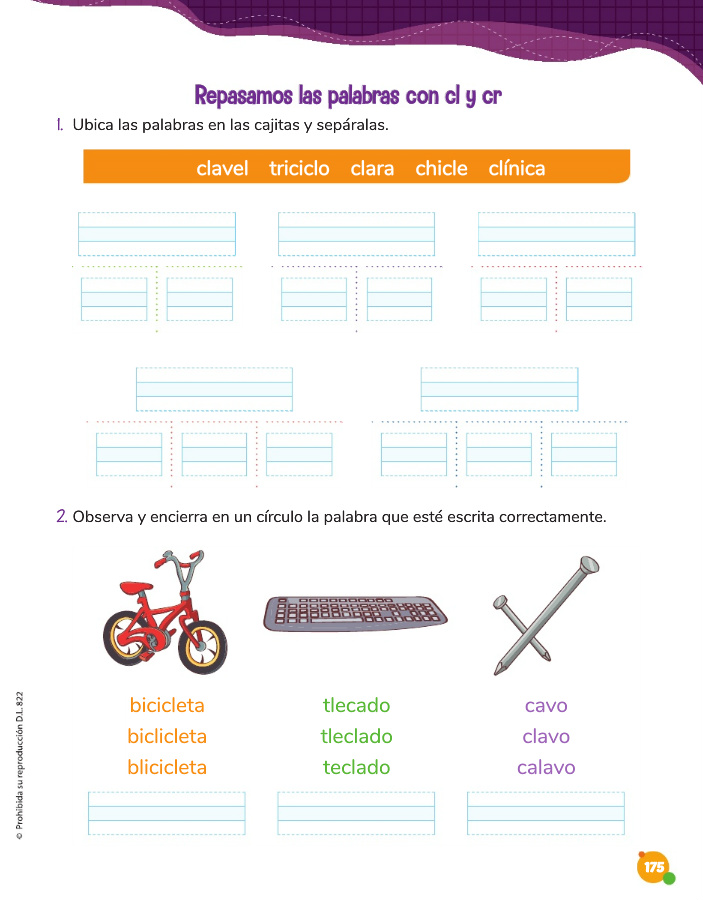 Repasamos las palabras con cl y cr
1. Ubica las palabras en las cajitas y sepáralas.
clavel triciclo clara chicle clínica
2. Observa y encierra en un círculo la palabra que esté escrita correctamente.
bicicleta tlecado cavo
biclicleta tleclado clavo
blicicleta teclado calavo
© Prohibida su reproducción D.L. 822
175